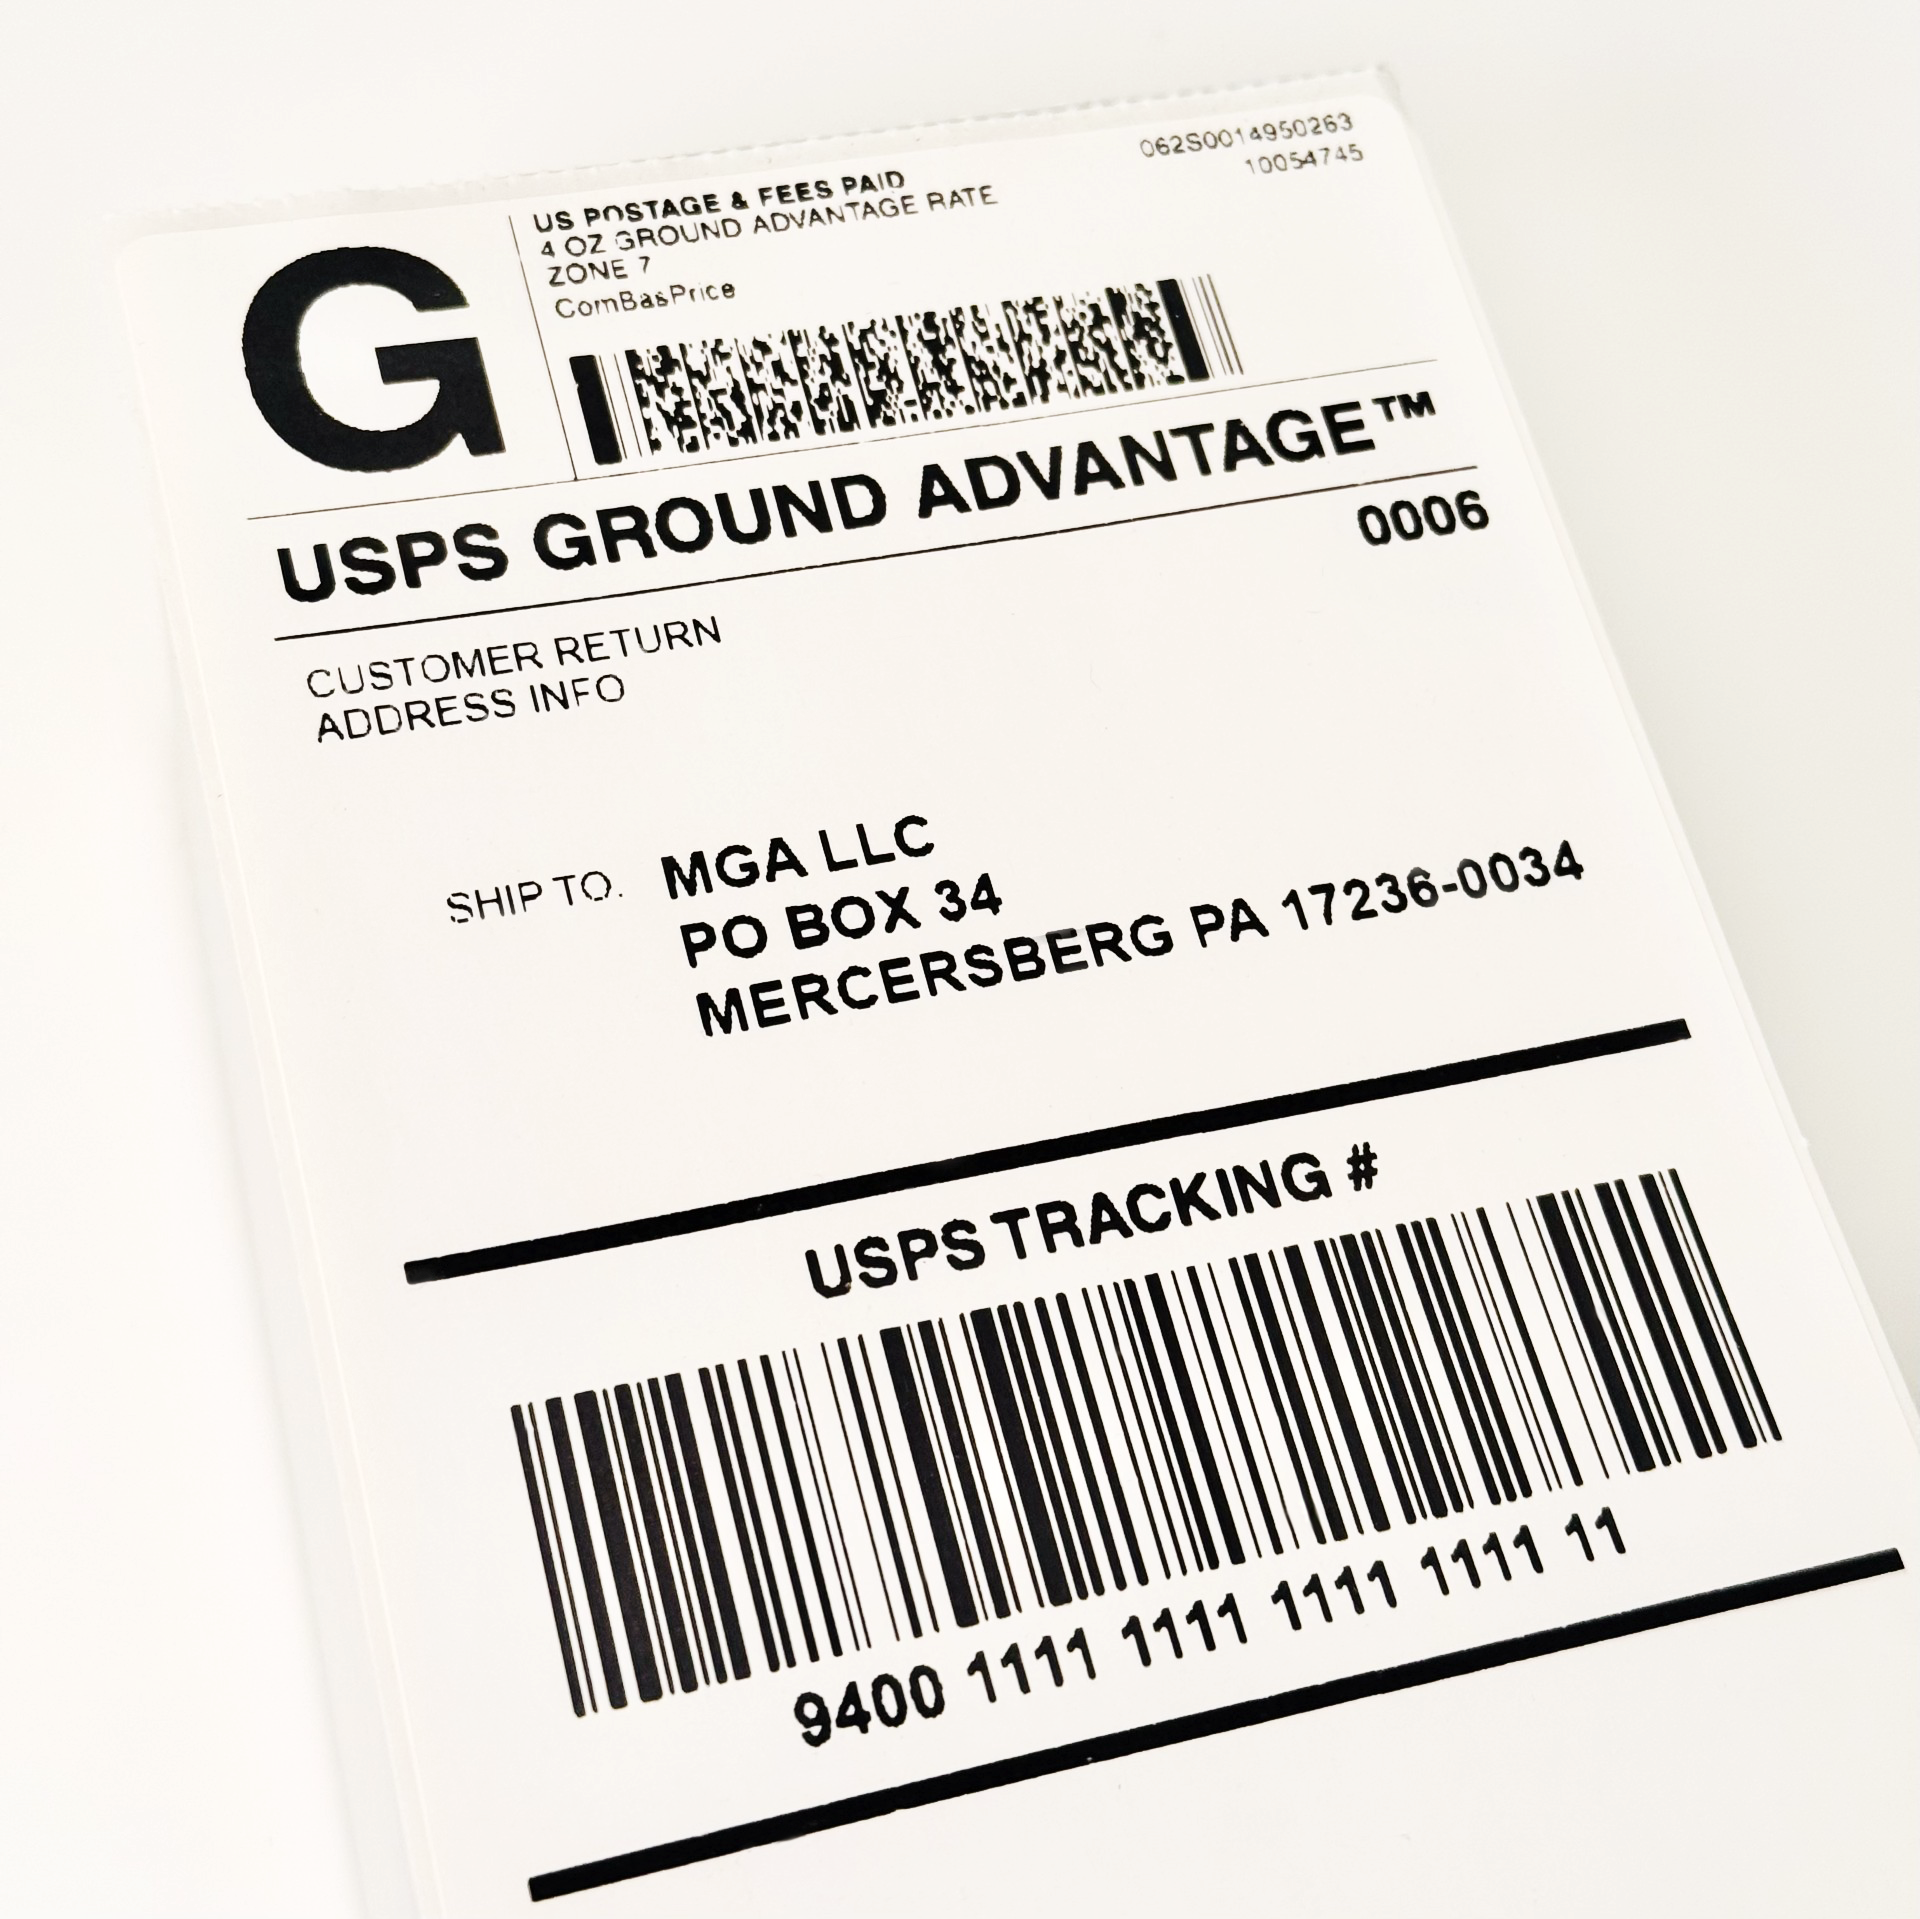 062S0014950263
10054745
G
US POSTAGE & FEES PAID
4 OZ GROUND ADVANTAGE RATE
ZONE 7
ComBasPrice
USPS GROUND ADVANTAGE™
0006
CUSTOMER RETURN
ADDRESS INFO
SHIP TO. MGA LLC
PO BOX 34
MERCERSBERG PA 17236-0034
USPS TRACKING #
9400 1111 1111 1111 1111 11